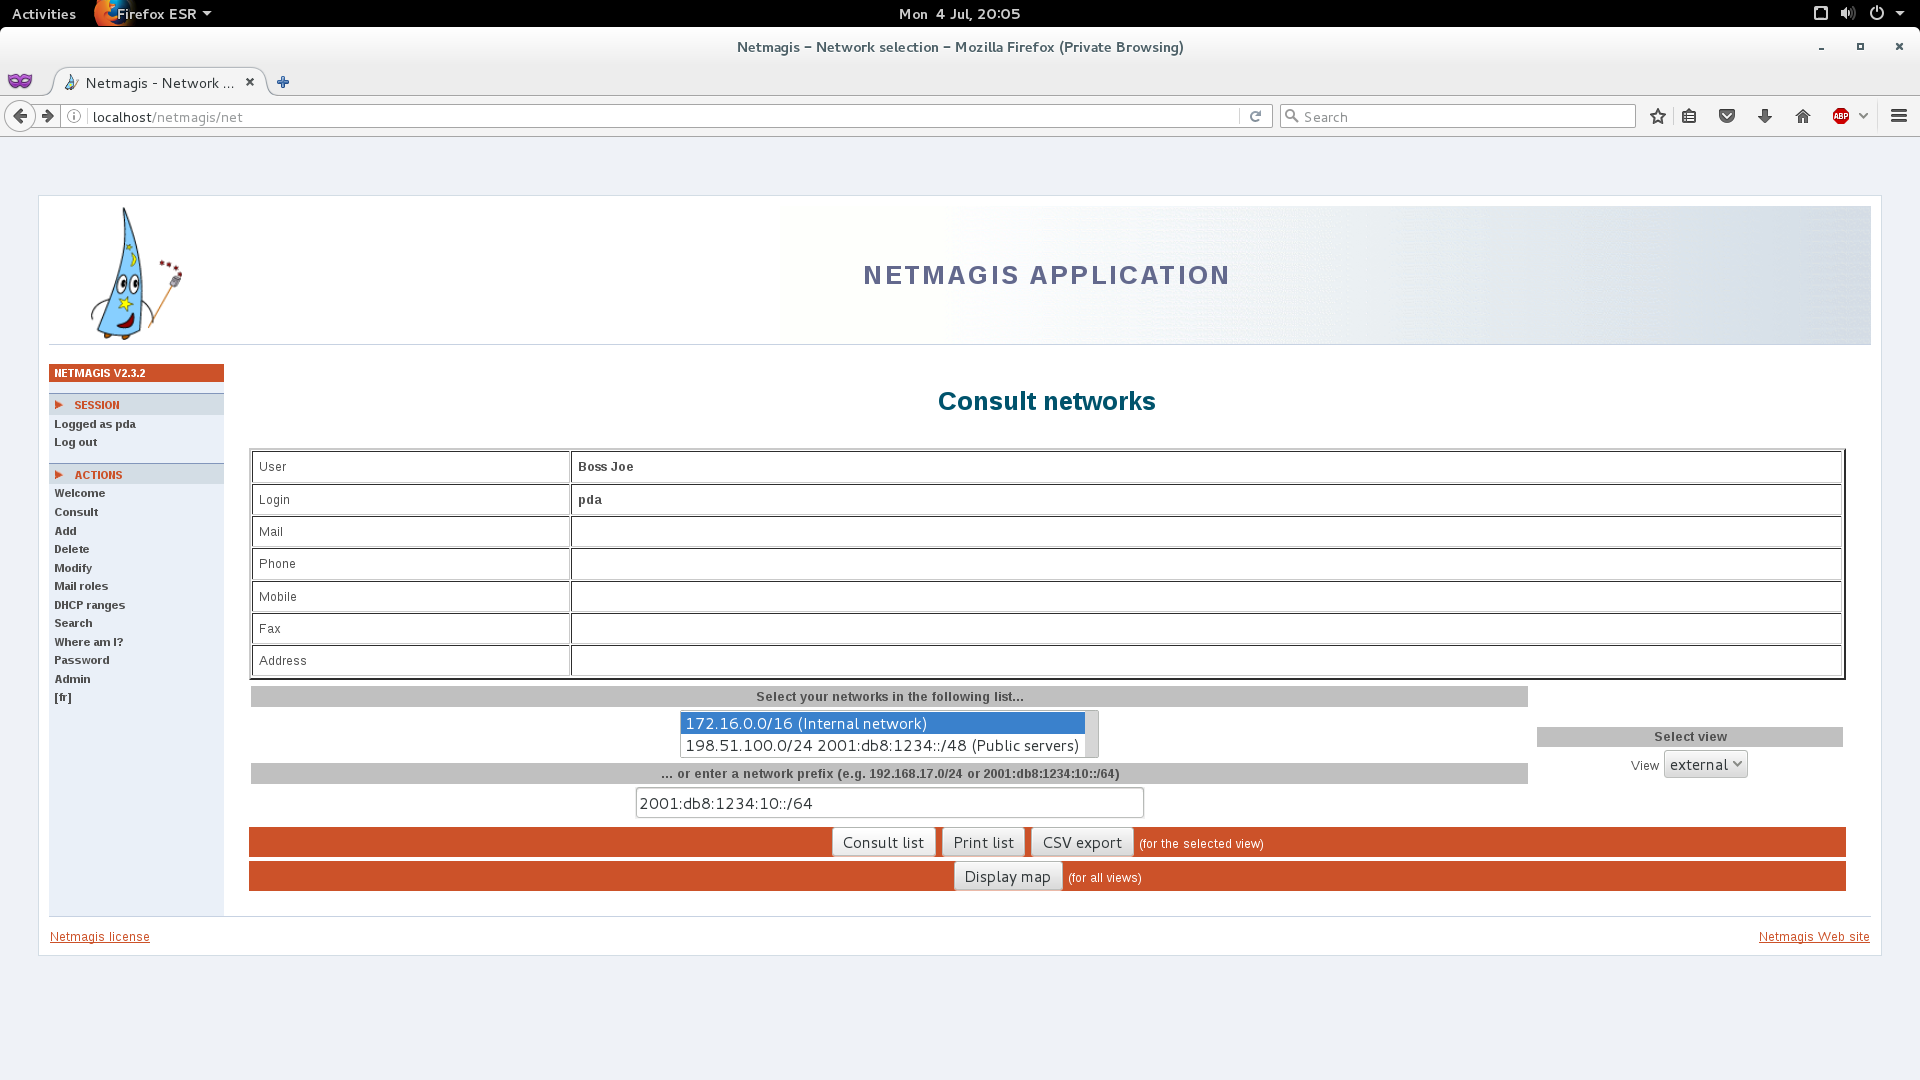 Activities
Firefox ESR
Mon 4 Jul, 20:05
Netmagis – Network selection – Mozilla Firefox (Private Browsing)
Netmagis - Network ...
localhost/netmagis/net
Search
ABP
NETMAGIS APPLICATION
NETMAGIS V2.3.2
SESSION
Logged as pda
Log out
ACTIONS
Welcome
Consult
Add
Delete
Modify
Mail roles
DHCP ranges
Search
Where am I?
Password
Admin
[fr]
Consult networks
User Boss Joe
Login pda
Mail
Phone
Mobile
Fax
Address
Select your networks in the following list...
172.16.0.0/16 (Internal network)
198.51.100.0/24 2001:db8:1234::/48 (Public servers)
... or enter a network prefix (e.g. 192.168.17.0/24 or 2001:db8:1234:10::/64)
2001:db8:1234:10::/64
Select view
View external
Consult list Print list CSV export (for the selected view)
Display map (for all views)
Netmagis license
Netmagis Web site